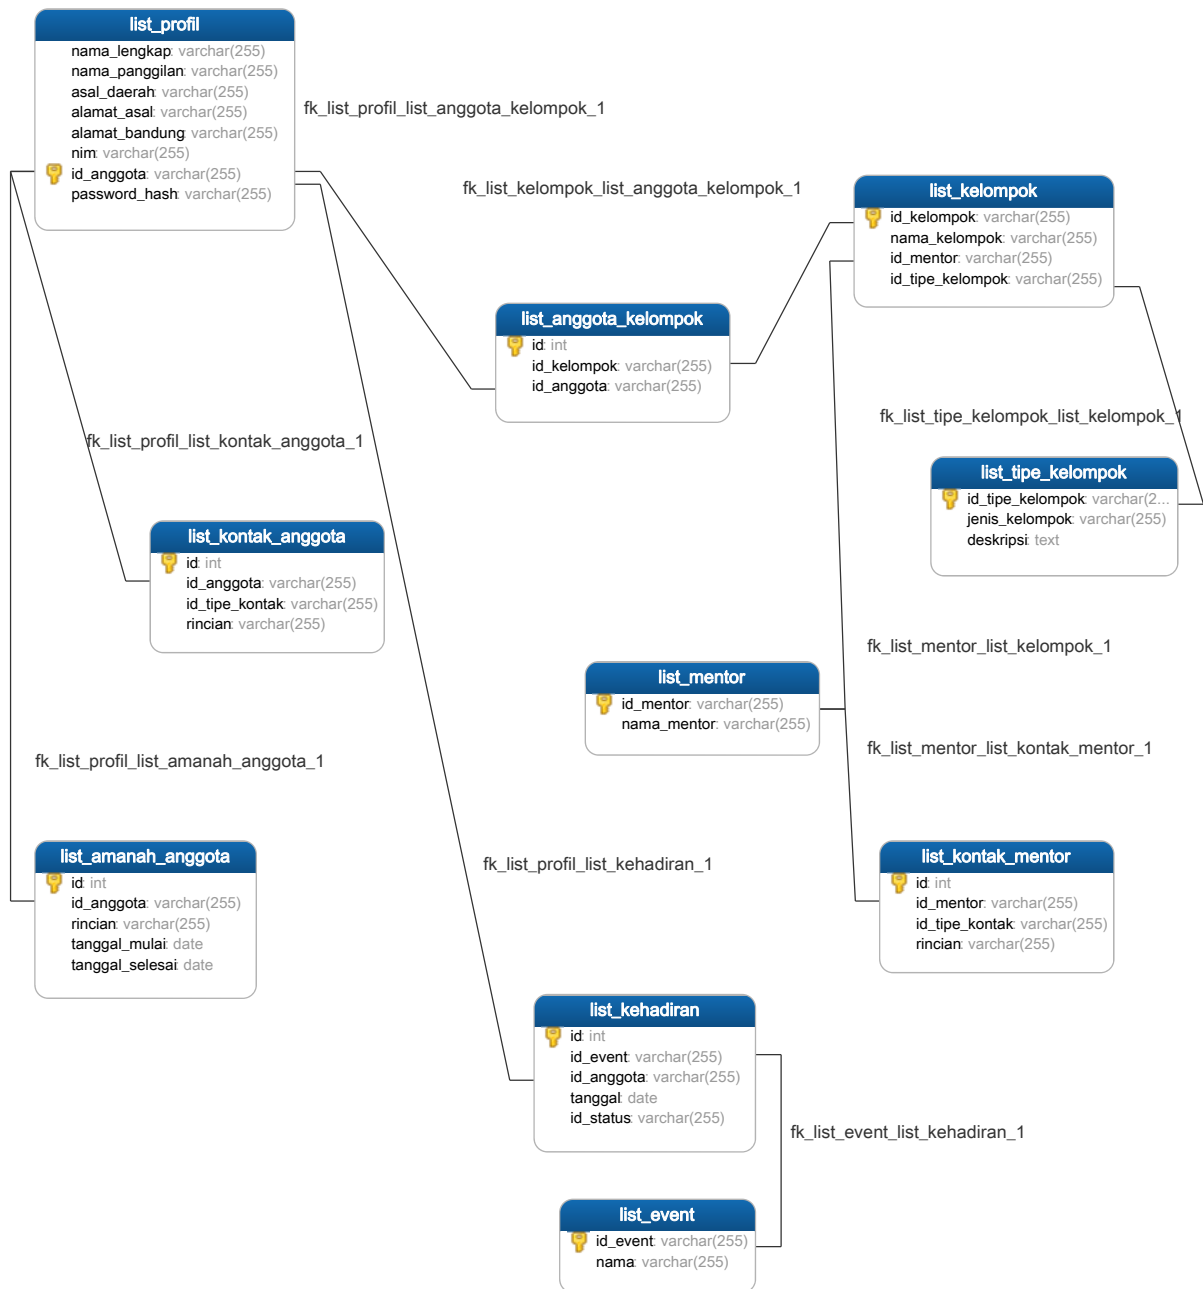 list_profil
nama_lengkap: varchar(255)
nama_panggilan: varchar(255)
asal_daerah: varchar(255)
alamat_asal: varchar(255)
alamat_bandung: varchar(255)
nim: varchar(255)
id_anggota: varchar(255)
password_hash: varchar(255)
fk_list_profil_list_anggota_kelompok_1
fk_list_kelompok_list_anggota_kelompok_1
list_kelompok
id_kelompok: varchar(255)
nama_kelompok: varchar(255)
id_mentor: varchar(255)
id_tipe_kelompok: varchar(255)
list_anggota_kelompok
id: int
id_kelompok: varchar(255)
id_anggota: varchar(255)
fk_list_tipe_kelompok_list_kelompok_1
fk_list_profil_list_kontak_anggota_1
list_tipe_kelompok
id_tipe_kelompok: varchar(2...
jenis_kelompok: varchar(255)
deskripsi: text
list_kontak_anggota
id: int
id_anggota: varchar(255)
id_tipe_kontak: varchar(255)
rincian: varchar(255)
fk_list_mentor_list_kelompok_1
list_mentor
id_mentor: varchar(255)
nama_mentor: varchar(255)
fk_list_mentor_list_kontak_mentor_1
fk_list_profil_list_amanah_anggota_1
list_amanah_anggota
id: int
id_anggota: varchar(255)
rincian: varchar(255)
tanggal_mulai: date
tanggal_selesai: date
fk_list_profil_list_kehadiran_1
list_kontak_mentor
id: int
id_mentor: varchar(255)
id_tipe_kontak: varchar(255)
rincian: varchar(255)
list_kehadiran
id: int
id_event: varchar(255)
id_anggota: varchar(255)
tanggal: date
id_status: varchar(255)
fk_list_event_list_kehadiran_1
list_event
id_event: varchar(255)
nama: varchar(255)